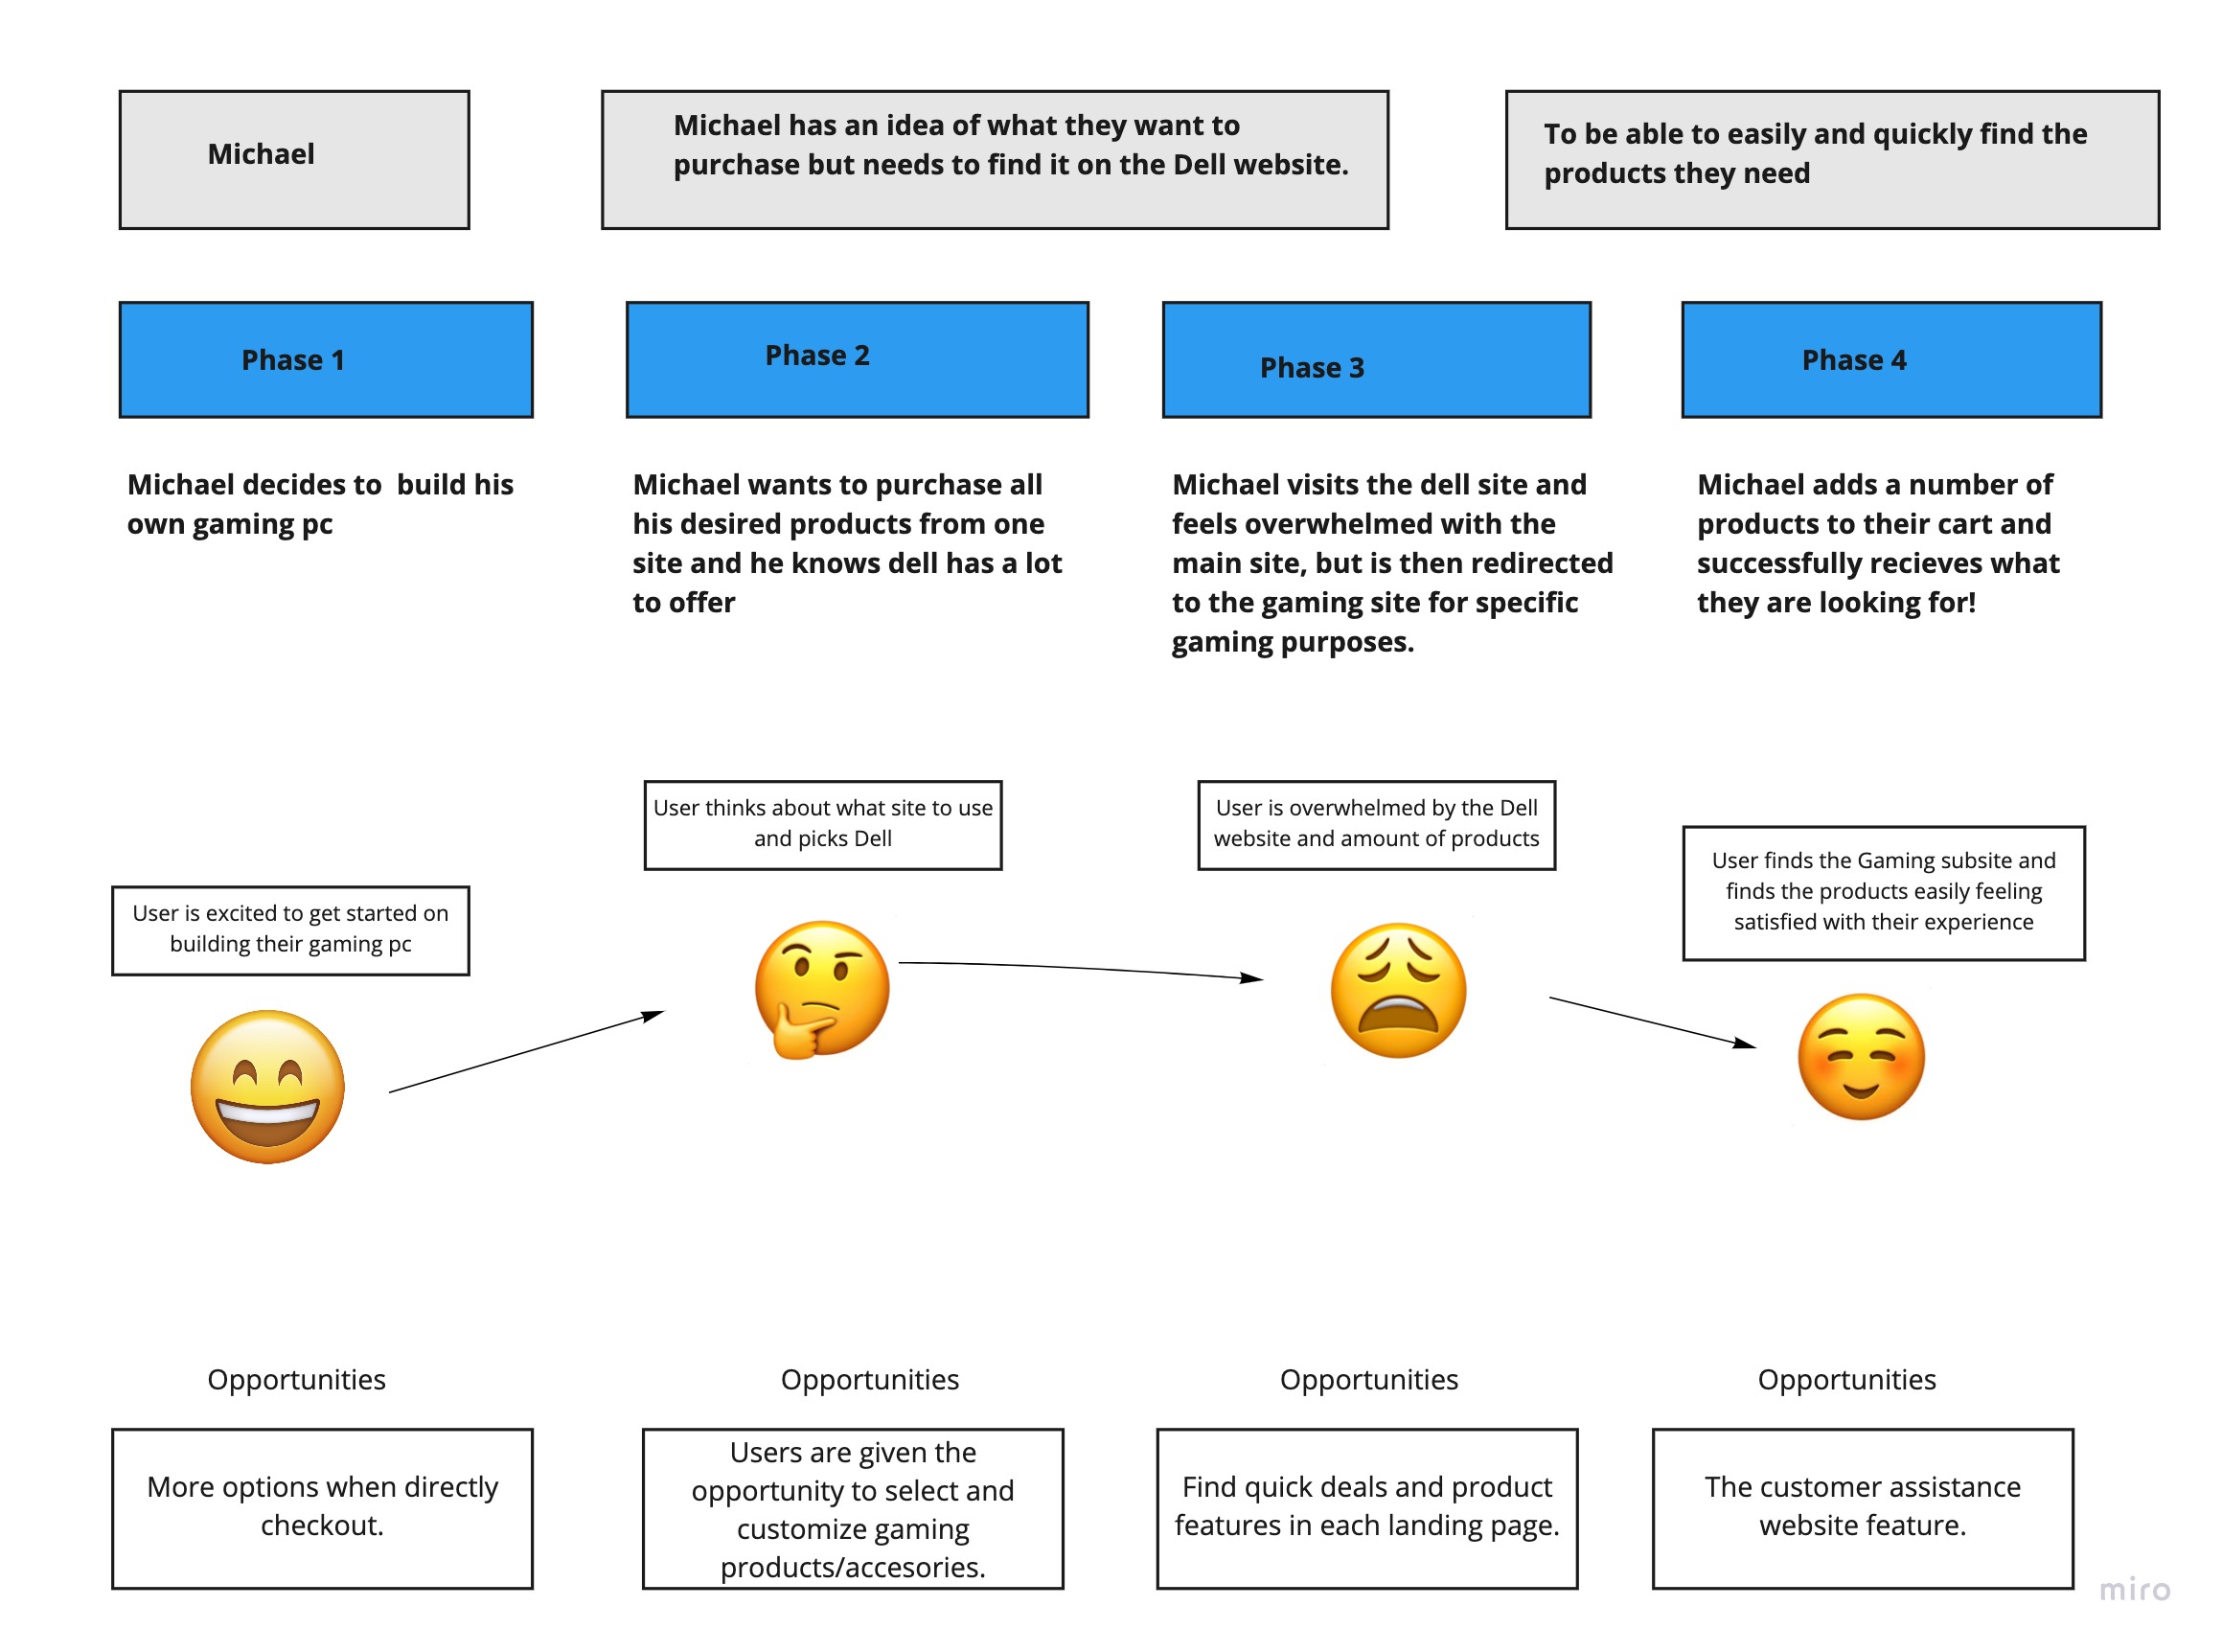 Michael
Michael has an idea of what they want to
purchase but needs to find it on the Dell website.
To be able to easily and quickly find the
products they need
Phase 1
Phase 2
Phase 3
Phase 4
Michael decides to  build his
own gaming pc
Michael wants to purchase all
his desired products from one
site and he knows dell has a lot
to offer
Michael visits the dell site and
feels overwhelmed with the
main site, but is then redirected
to the gaming site for specific
gaming purposes.
Michael adds a number of
products to their cart and
successfully recieves what
they are looking for!
User is excited to get started on
building their gaming pc
User thinks about what site to use
and picks Dell
User is overwhelmed by the Dell
website and amount of products
User finds the Gaming subsite and
finds the products easily feeling
satisfied with their experience
Opportunities
More options when directly
checkout.
Opportunities
Users are given the
opportunity to select and
customize gaming
products/accesories.
Opportunities
Find quick deals and product
features in each landing page.
Opportunities
The customer assistance
website feature.
miro